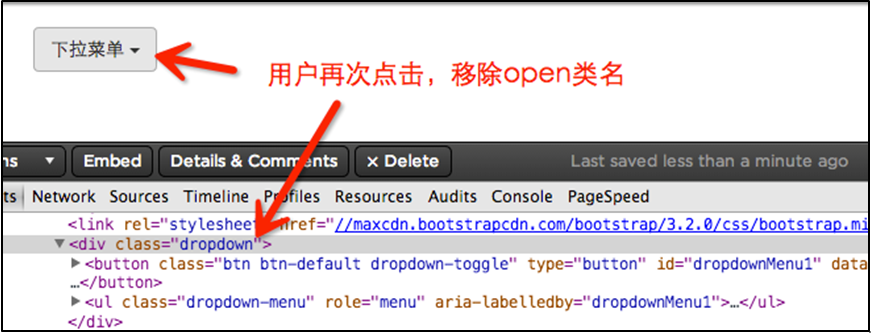 下拉菜单
用户再次点击，移除open类名
ns Embed Details & Comments × Delete Last saved less than a minute ago
ts Network Sources Timeline Profiles Resources Audits Console PageSpeed
<link rel="stylesheet" href="//maxcdn.bootstrapcdn.com/bootstrap/3.2.0/css/bootstrap.mi
<div class="dropdown">
<button class="btn btn-default dropdown-toggle" type="button" id="dropdownMenu1" data
…</button>
<ul class="dropdown-menu" role="menu" aria-labelledby="dropdownMenu1">…</ul>
</div>